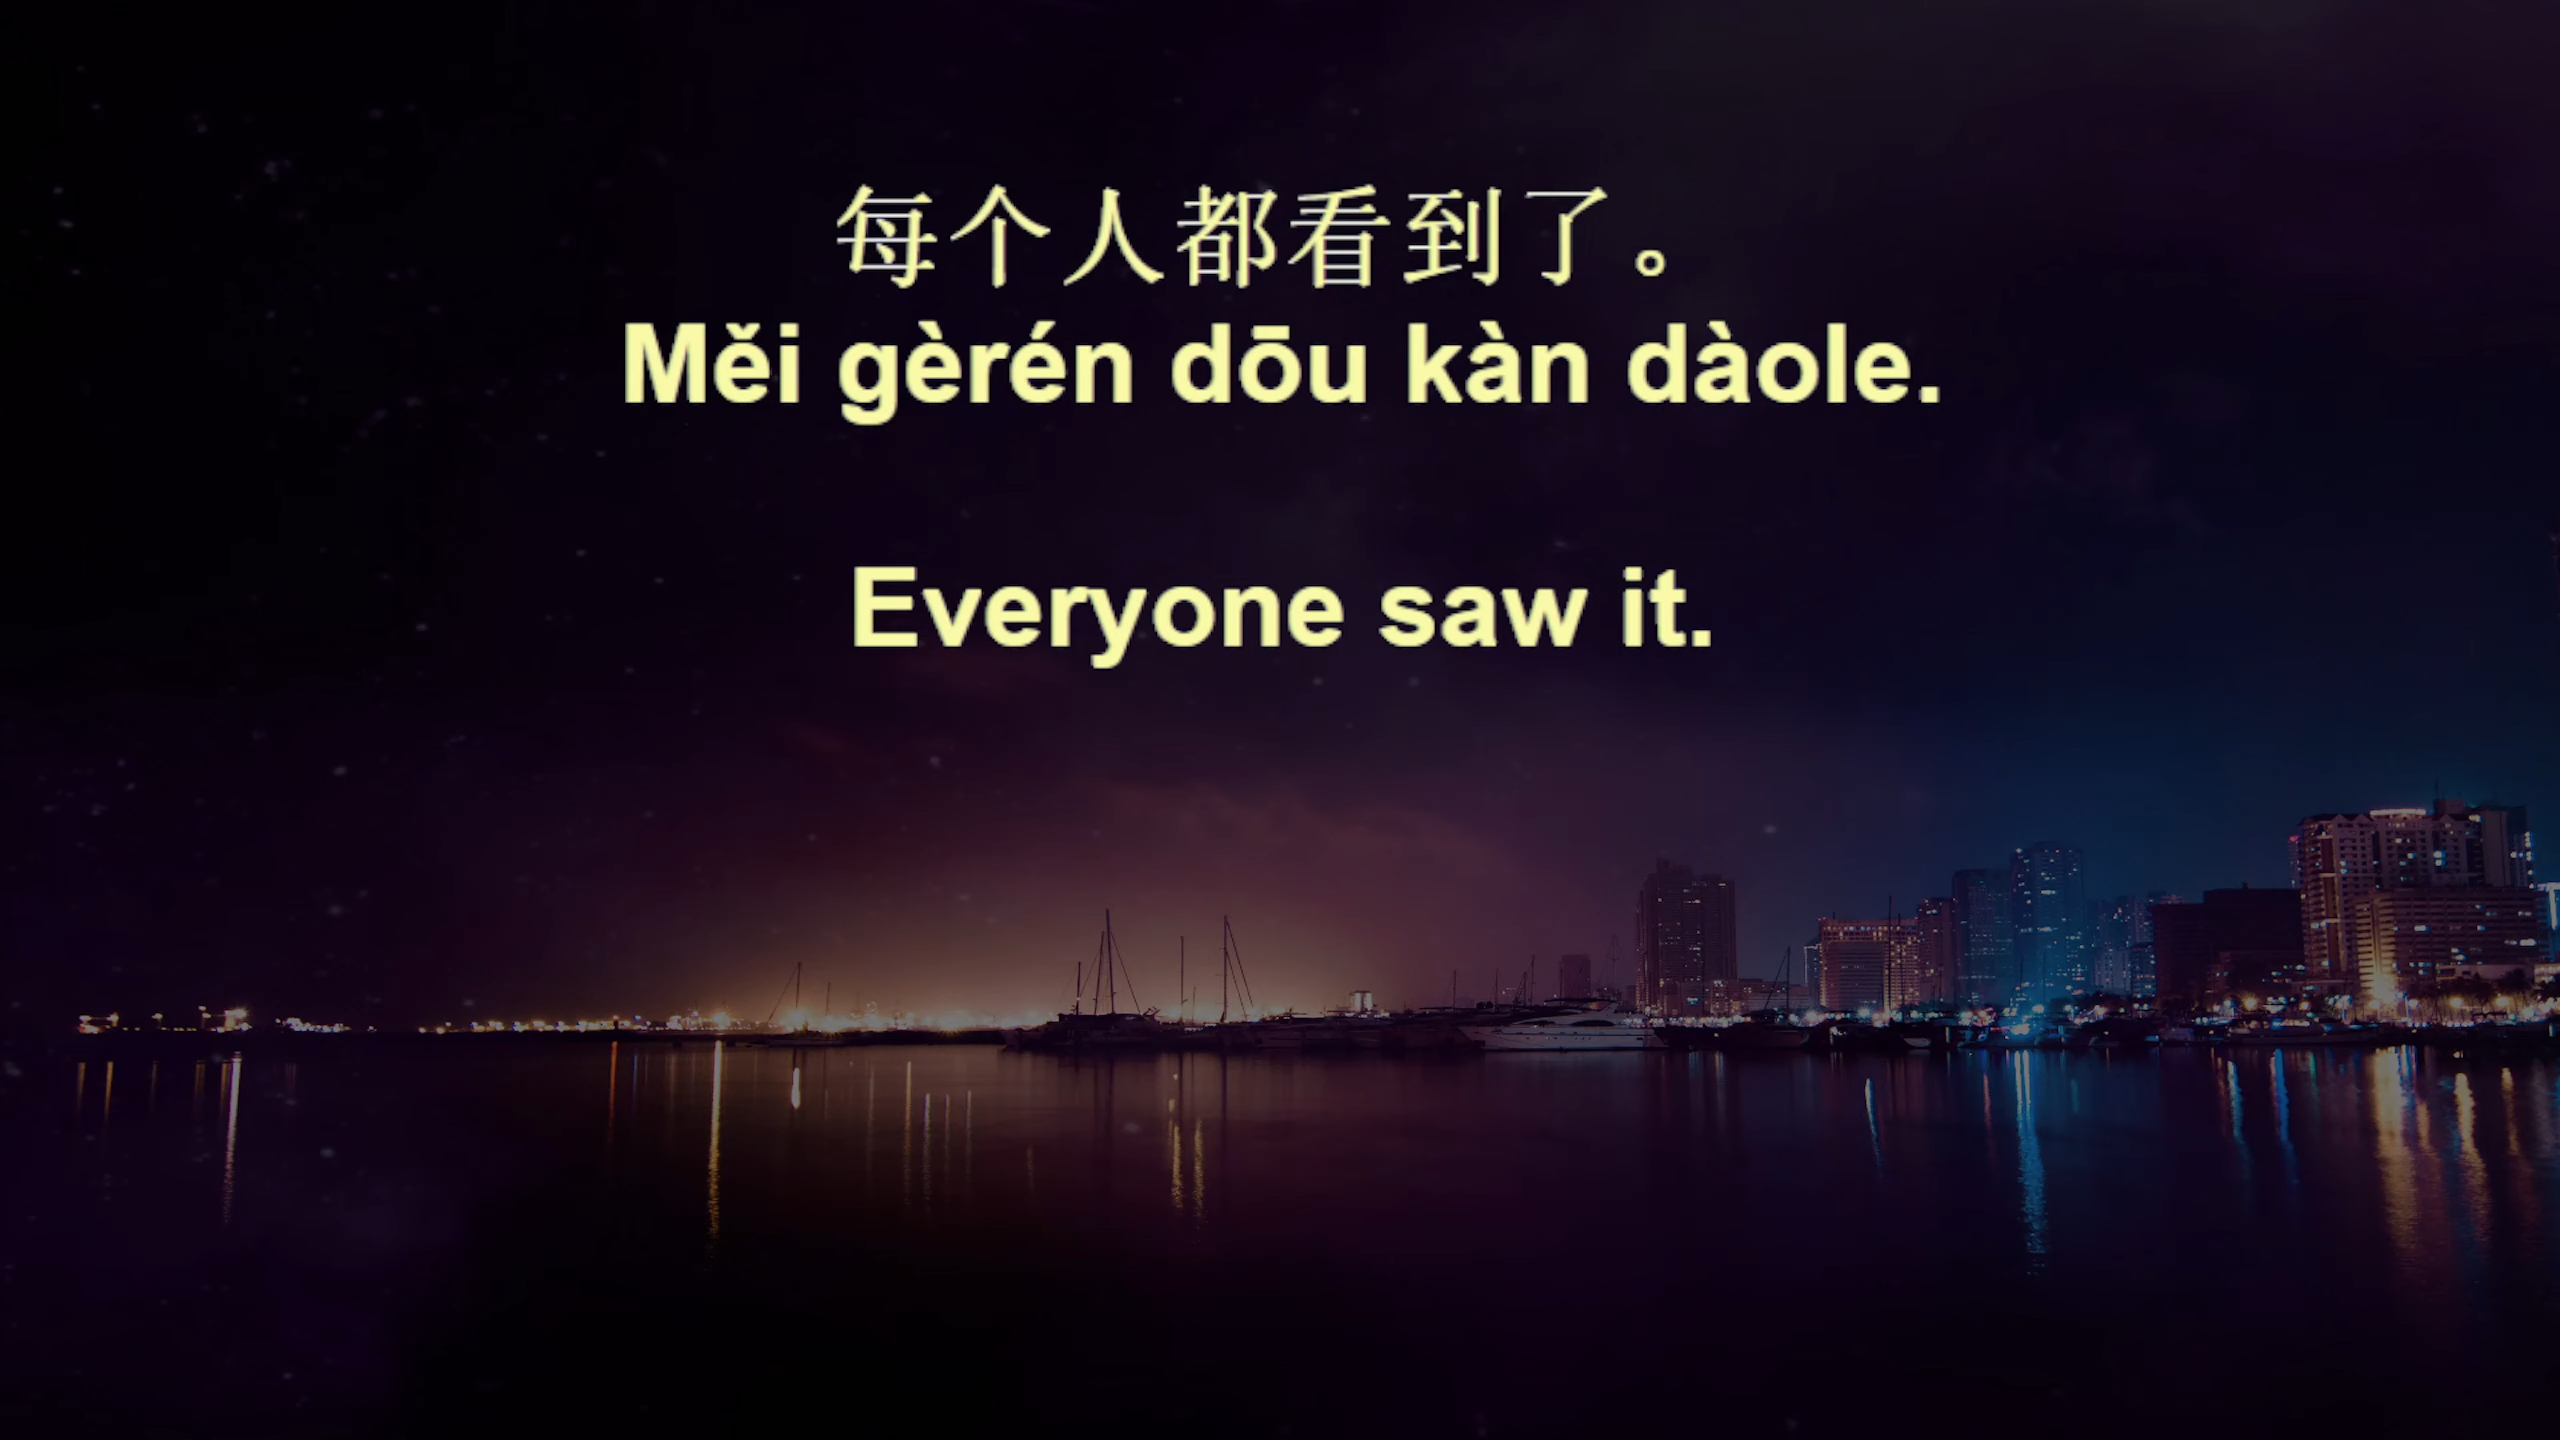 每个人都看到了。
Měi gèrén dōu kàn dàole.
Everyone saw it.